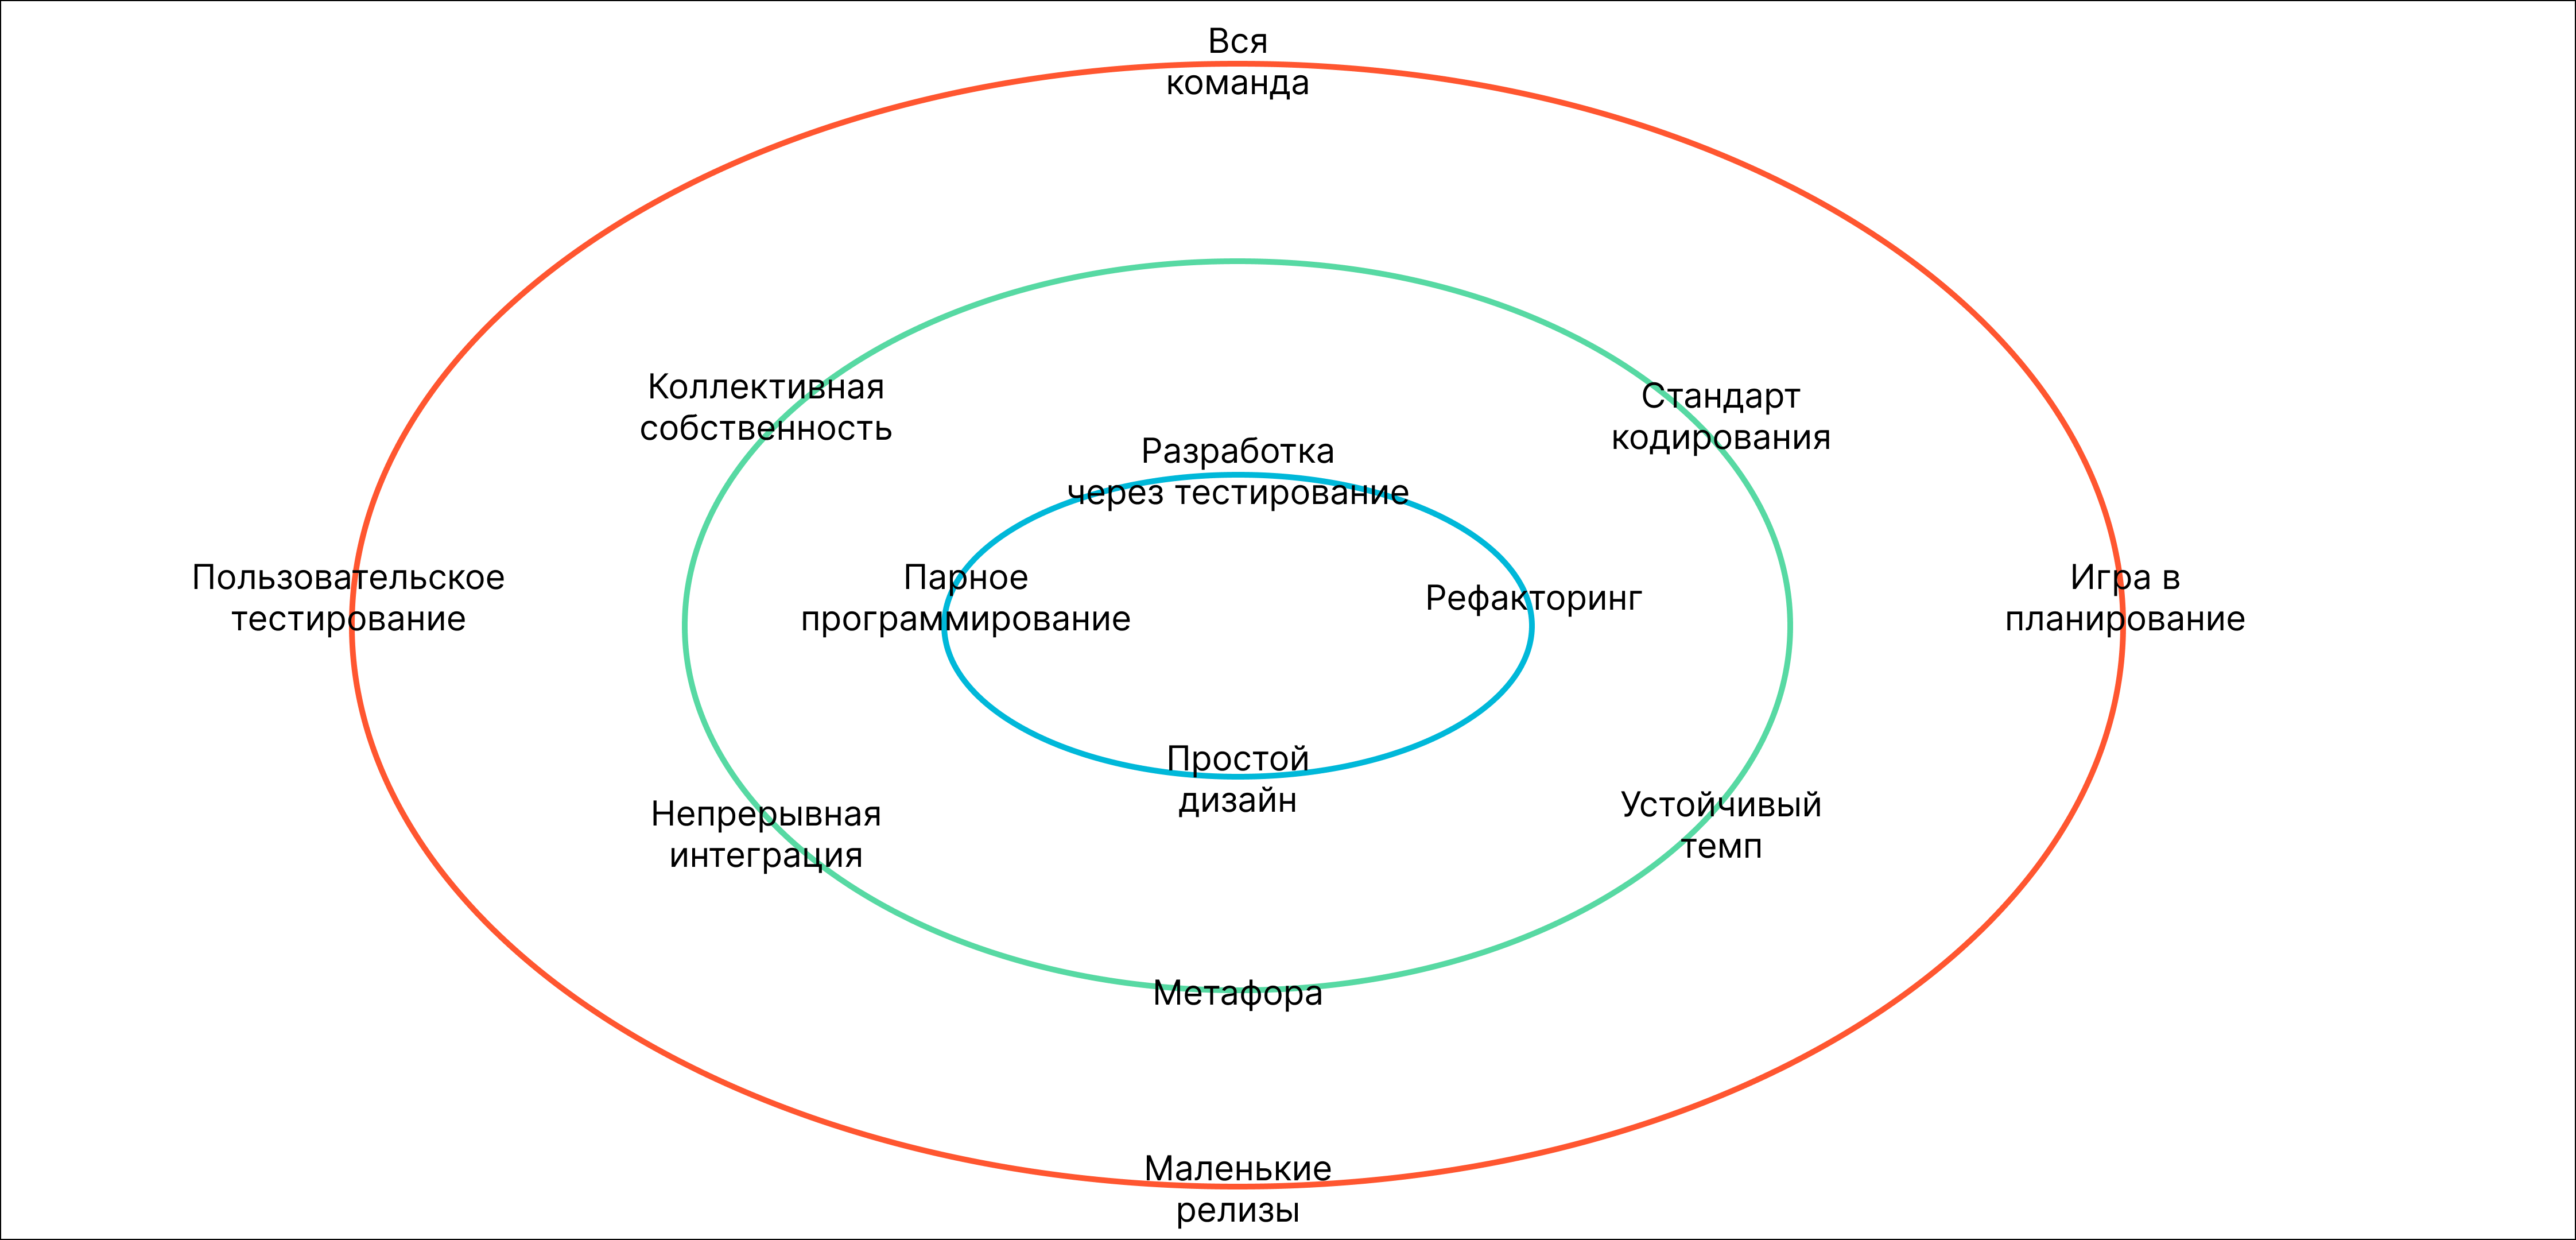 Вся
команда
Коллективная
собственность
Стандарт
кодирования
Разработка
через тестирование
Пользовательское
тестирование
Парное
программирование
Рефакторинг
Игра в
планирование
Простой
дизайн
Непрерывная
интеграция
Устойчивый
темп
Метафора
Маленькие
релизы